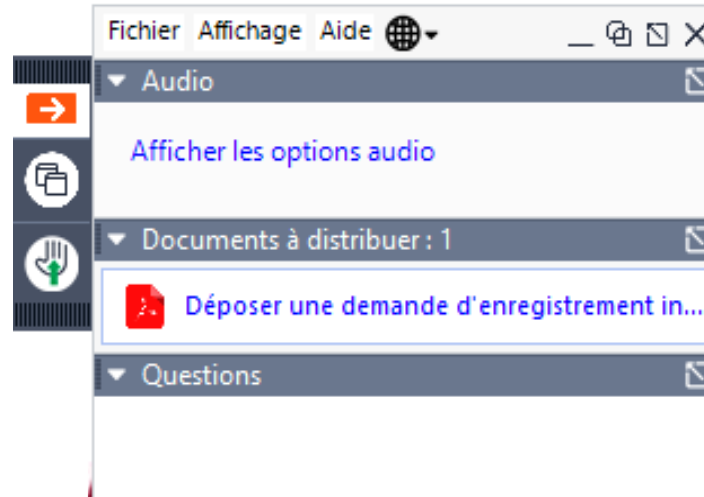 Fichier Affichage Aide
Audio
Afficher les options audio
Documents à distribuer : 1
Déposer une demande d'enregistrement in...
Questions